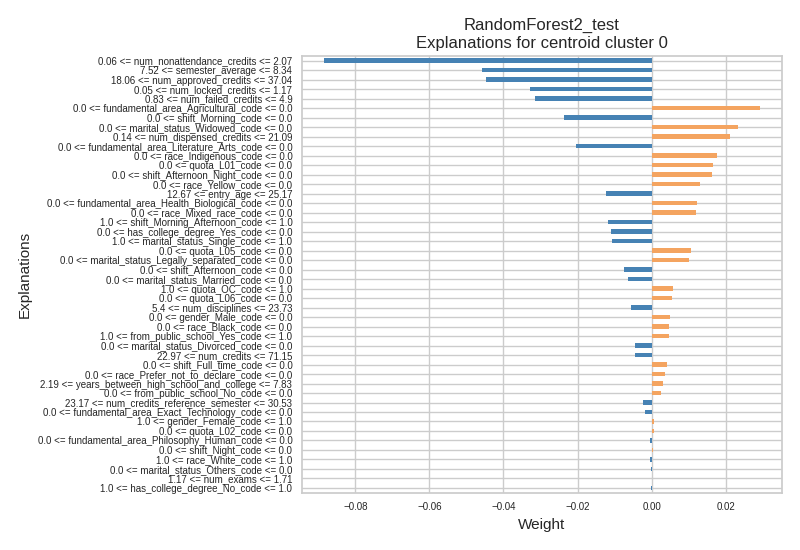 RandomForest2_test
Explanations for centroid cluster 0
0.06 <= num_nonattendance_credits <= 2.07
7.52 <= semester_average <= 8.34
18.06 <= num_approved_credits <= 37.04
0.05 <= num_locked_credits <= 1.17
0.83 <= num_failed_credits <= 4.9
0.0 <= fundamental_area_Agricultural_code <= 0.0
0.0 <= shift_Morning_code <= 0.0
0.0 <= marital_status_Widowed_code <= 0.0
0.14 <= num_dispensed_credits <= 21.09
0.0 <= fundamental_area_Literature_Arts_code <= 0.0
0.0 <= race_Indigenous_code <= 0.0
0.0 <= quota_L01_code <= 0.0
0.0 <= shift_Afternoon_Night_code <= 0.0
0.0 <= race_Yellow_code <= 0.0
12.67 <= entry_age <= 25.17
0.0 <= fundamental_area_Health_Biological_code <= 0.0
0.0 <= race_Mixed_race_code <= 0.0
1.0 <= shift_Morning_Afternoon_code <= 1.0
0.0 <= has_college_degree_Yes_code <= 0.0
1.0 <= marital_status_Single_code <= 1.0
0.0 <= quota_L05_code <= 0.0
0.0 <= marital_status_Legally_separated_code <= 0.0
0.0 <= shift_Afternoon_code <= 0.0
0.0 <= marital_status_Married_code <= 0.0
1.0 <= quota_OC_code <= 1.0
0.0 <= quota_L06_code <= 0.0
5.4 <= num_disciplines <= 23.73
0.0 <= gender_Male_code <= 0.0
0.0 <= race_Black_code <= 0.0
1.0 <= from_public_school_Yes_code <= 1.0
0.0 <= marital_status_Divorced_code <= 0.0
22.97 <= num_credits <= 71.15
0.0 <= shift_Full_time_code <= 0.0
0.0 <= race_Prefer_not_to_declare_code <= 0.0
2.19 <= years_between_high_school_and_college <= 7.83
0.0 <= from_public_school_No_code <= 0.0
23.17 <= num_credits_reference_semester <= 30.53
0.0 <= fundamental_area_Exact_Technology_code <= 0.0
1.0 <= gender_Female_code <= 1.0
0.0 <= quota_L02_code <= 0.0
0.0 <= fundamental_area_Philosophy_Human_code <= 0.0
0.0 <= shift_Night_code <= 0.0
1.0 <= race_White_code <= 1.0
0.0 <= marital_status_Others_code <= 0.0
1.17 <= num_exams <= 1.71
1.0 <= has_college_degree_No_code <= 1.0
Explanations
−0.08 −0.06 −0.04 −0.02 0.00 0.02
Weight